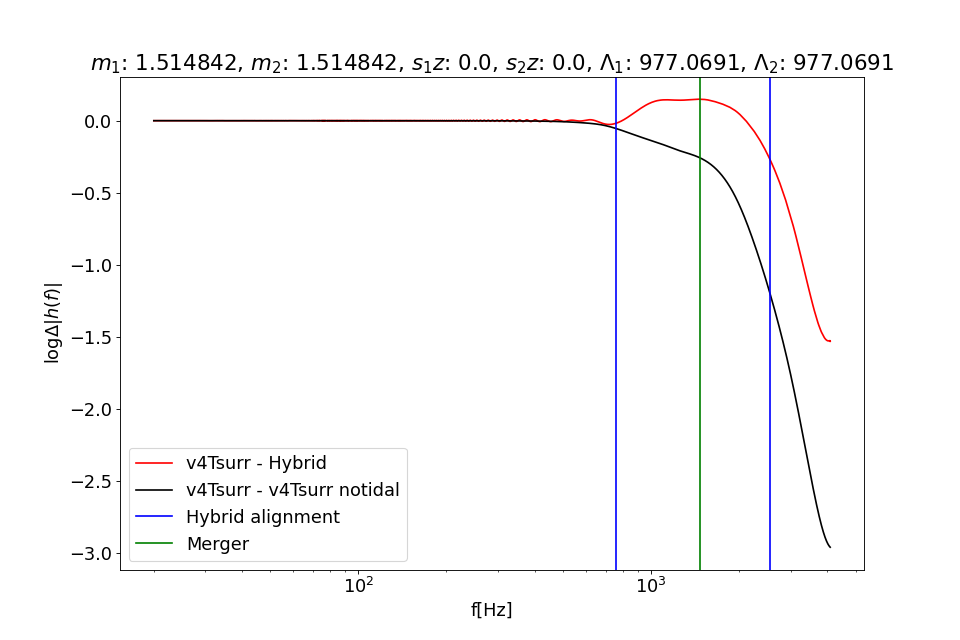 m₁: 1.514842, m₂: 1.514842, s₁z: 0.0, s₂z: 0.0, Λ₁: 977.0691, Λ₂: 977.0691
logΔ|h(f)|
0.0
−0.5
−1.0
−1.5
−2.0
−2.5
−3.0
v4Tsurr - Hybrid
v4Tsurr - v4Tsurr notidal
Hybrid alignment
Merger
10² 10³
f[Hz]